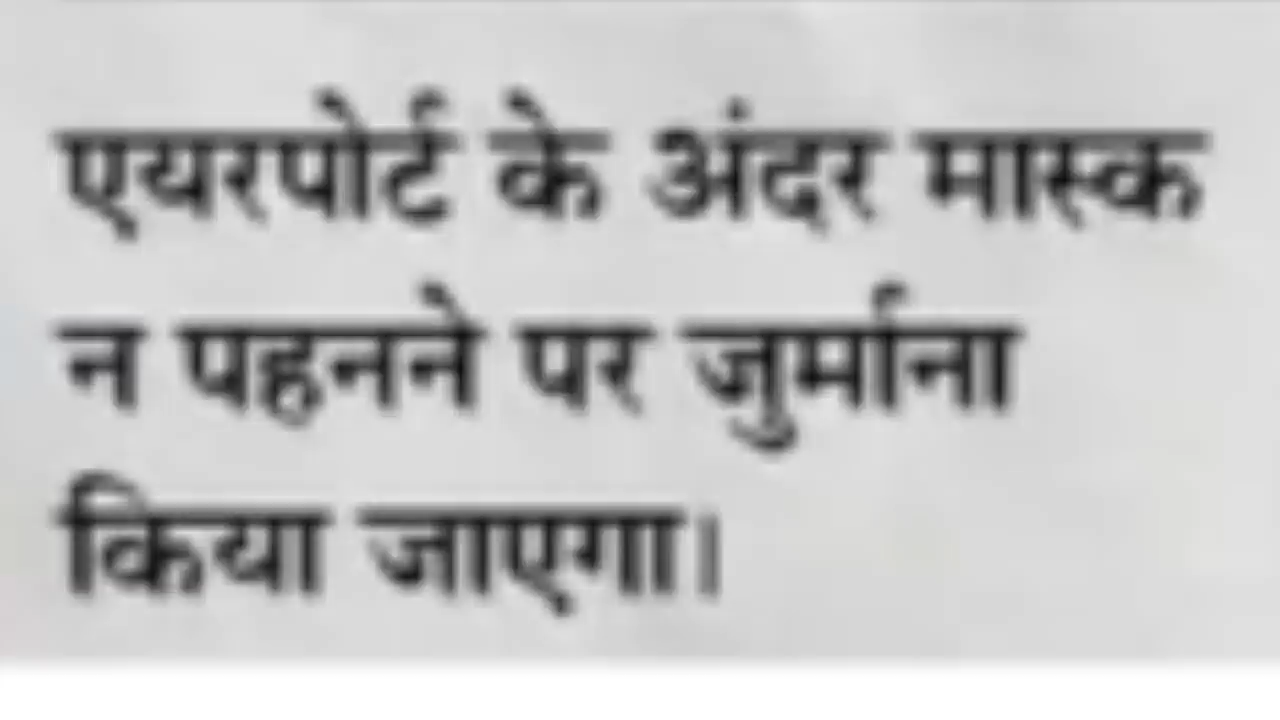 एयरपोर्ट के अंदर मास्क
न पहनने पर जुर्माना
किया जाएगा।